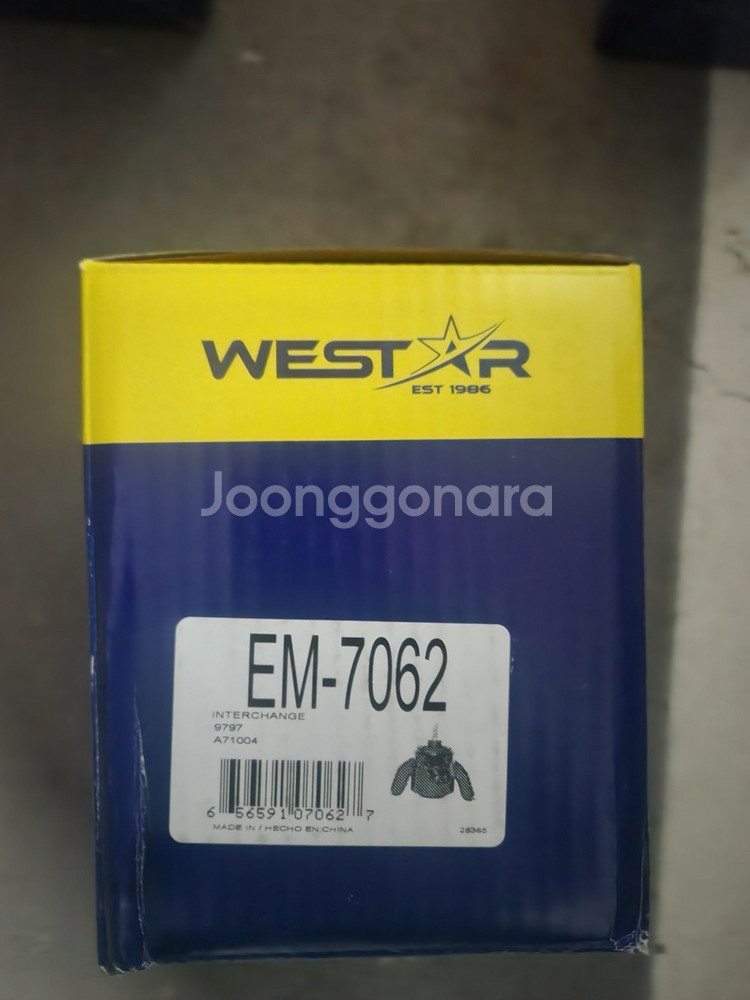 WESTAR
EST 1986
Joonggonara
EM-7062
INTERCHANGE
9797
A71004
6 56591 07062 7
MADE IN / HECHO EN CHINA
28365